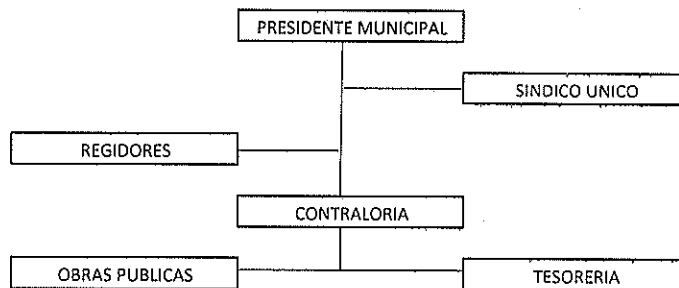 PRESIDENTE MUNICIPAL
SINDICO UNICO
REGIDORES
CONTRALORIA
OBRAS PUBLICAS
TESORERIA